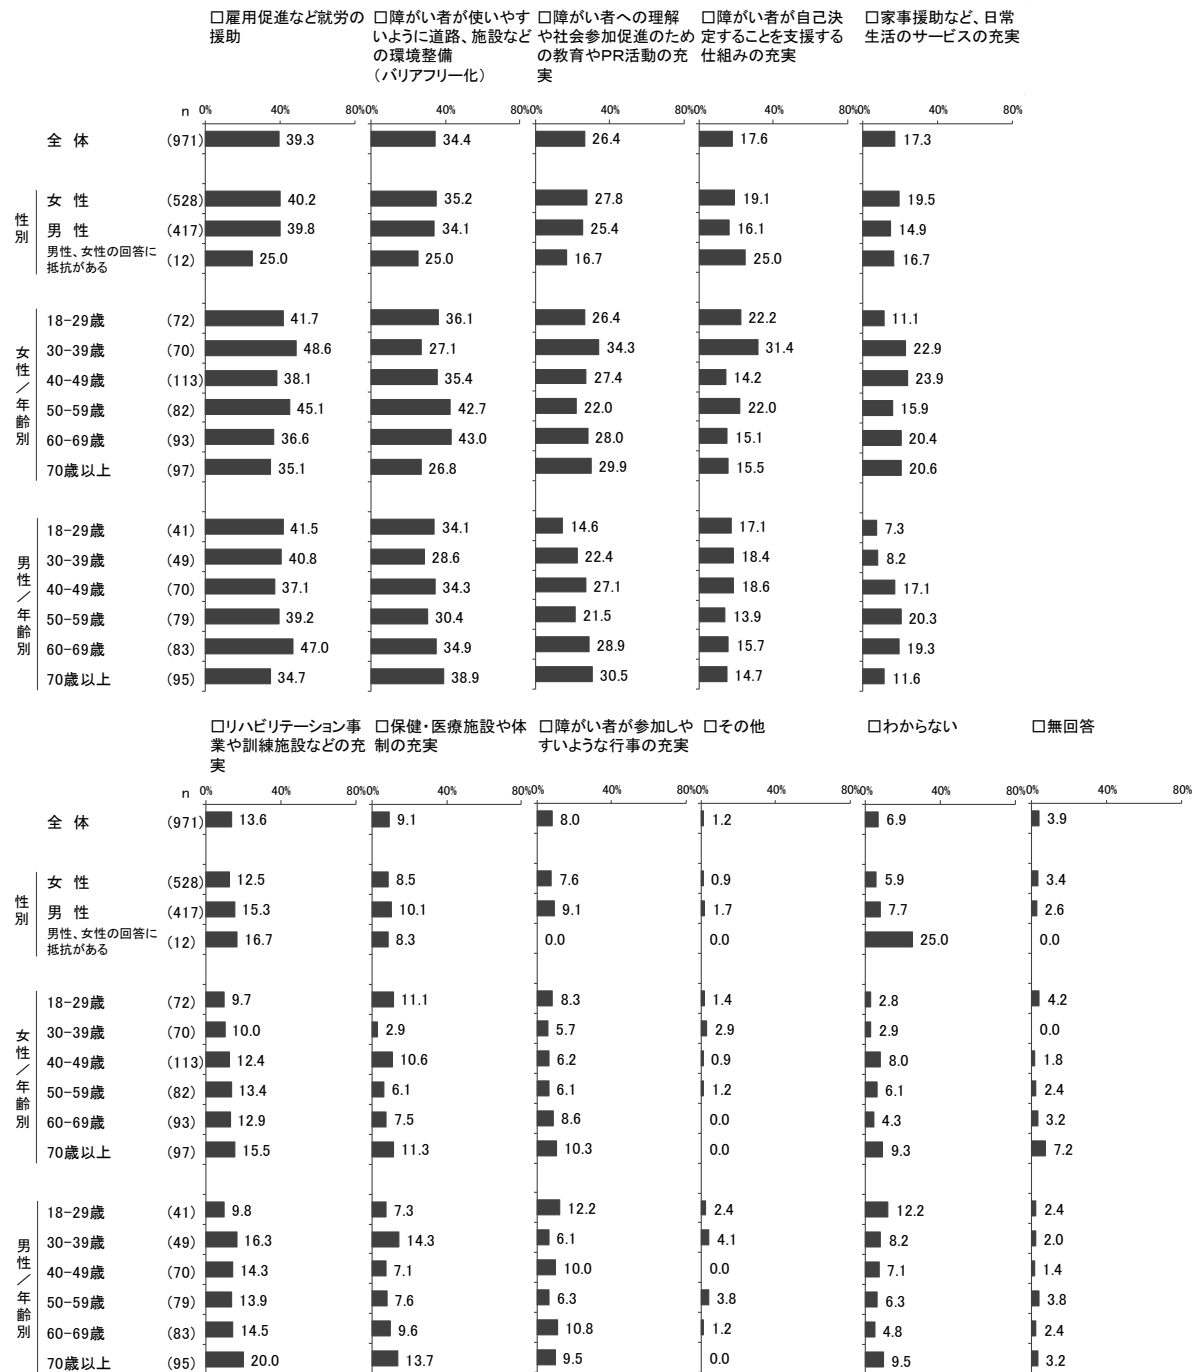 □雇用促進など就労の
援助
□障がい者が使いやす
いように道路、施設など
の環境整備
（バリアフリー化）
□障がい者への理解
や社会参加促進のため
の教育やPR活動の充
実
□障がい者が自己決
定することを支援する
仕組みの充実
□家事援助など、日常
生活のサービスの充実
n 0% 40% 80% 0% 40% 80% 0% 40% 80% 0% 40% 80% 0% 40% 80%
全 体 (971) 39.3 34.4 26.4 17.6 17.3
性別
女 性 (528) 40.2 35.2 27.8 19.1 19.5
男 性 (417) 39.8 34.1 25.4 16.1 14.9
男性、女性の回答に
抵抗がある (12) 25.0 25.0 16.7 25.0 16.7
女性／年齢別
18-29歳 (72) 41.7 36.1 26.4 22.2 11.1
30-39歳 (70) 48.6 27.1 34.3 31.4 22.9
40-49歳 (113) 38.1 35.4 27.4 14.2 23.9
50-59歳 (82) 45.1 42.7 22.0 22.0 15.9
60-69歳 (93) 36.6 43.0 28.0 15.1 20.4
70歳以上 (97) 35.1 26.8 29.9 15.5 20.6
男性／年齢別
18-29歳 (41) 41.5 34.1 14.6 17.1 7.3
30-39歳 (49) 40.8 28.6 22.4 18.4 8.2
40-49歳 (70) 37.1 34.3 27.1 18.6 17.1
50-59歳 (79) 39.2 30.4 21.5 13.9 20.3
60-69歳 (83) 47.0 34.9 28.9 15.7 19.3
70歳以上 (95) 34.7 38.9 30.5 14.7 11.6
□リハビリテーション事
業や訓練施設などの充
実
□保健・医療施設や体
制の充実
□障がい者が参加しや
すいような行事の充実
□その他
□わからない
□無回答
n 0% 40% 80% 0% 40% 80% 0% 40% 80% 0% 40% 80% 0% 40% 80% 0% 40% 80%
全 体 (971) 13.6 9.1 8.0 1.2 6.9 3.9
性別
女 性 (528) 12.5 8.5 7.6 0.9 5.9 3.4
男 性 (417) 15.3 10.1 9.1 1.7 7.7 2.6
男性、女性の回答に
抵抗がある (12) 16.7 8.3 0.0 0.0 25.0 0.0
女性／年齢別
18-29歳 (72) 9.7 11.1 8.3 1.4 2.8 4.2
30-39歳 (70) 10.0 2.9 5.7 2.9 2.9 0.0
40-49歳 (113) 12.4 10.6 6.2 0.9 8.0 1.8
50-59歳 (82) 13.4 6.1 6.1 1.2 6.1 2.4
60-69歳 (93) 12.9 7.5 8.6 0.0 4.3 3.2
70歳以上 (97) 15.5 11.3 10.3 0.0 9.3 7.2
男性／年齢別
18-29歳 (41) 9.8 7.3 12.2 2.4 12.2 2.4
30-39歳 (49) 16.3 14.3 6.1 4.1 8.2 2.0
40-49歳 (70) 14.3 7.1 10.0 0.0 7.1 1.4
50-59歳 (79) 13.9 7.6 6.3 3.8 6.3 3.8
60-69歳 (83) 14.5 9.6 10.8 1.2 4.8 2.4
70歳以上 (95) 20.0 13.7 9.5 0.0 9.5 3.2